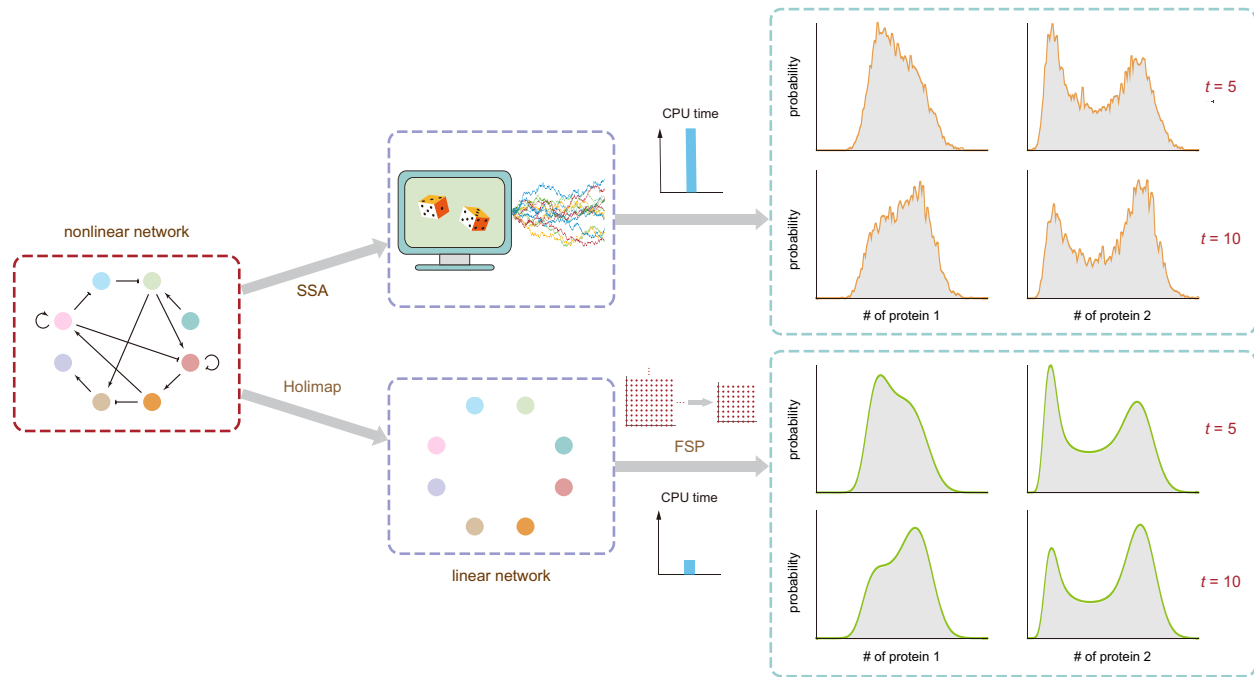 nonlinear network
SSA
Holimap
CPU time
linear network
FSP
CPU time
probability
probability
t = 5
probability
t = 10
# of protein 1
# of protein 2
probability
t = 5
probability
t = 10
# of protein 1
# of protein 2